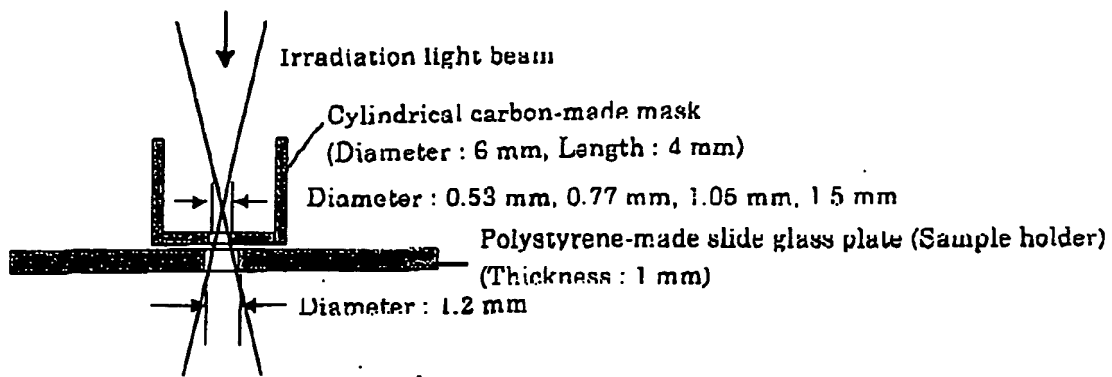 Irradiation light beam
Cylindrical carbon-made mask
(Diameter : 6 mm, Length : 4 mm)
Diameter : 0.53 mm, 0.77 mm, 1.05 mm, 1 5 mm
Polystyrene-made slide glass plate (Sample holder)
(Thickness : 1 mm)
Diameter : 1.2 mm